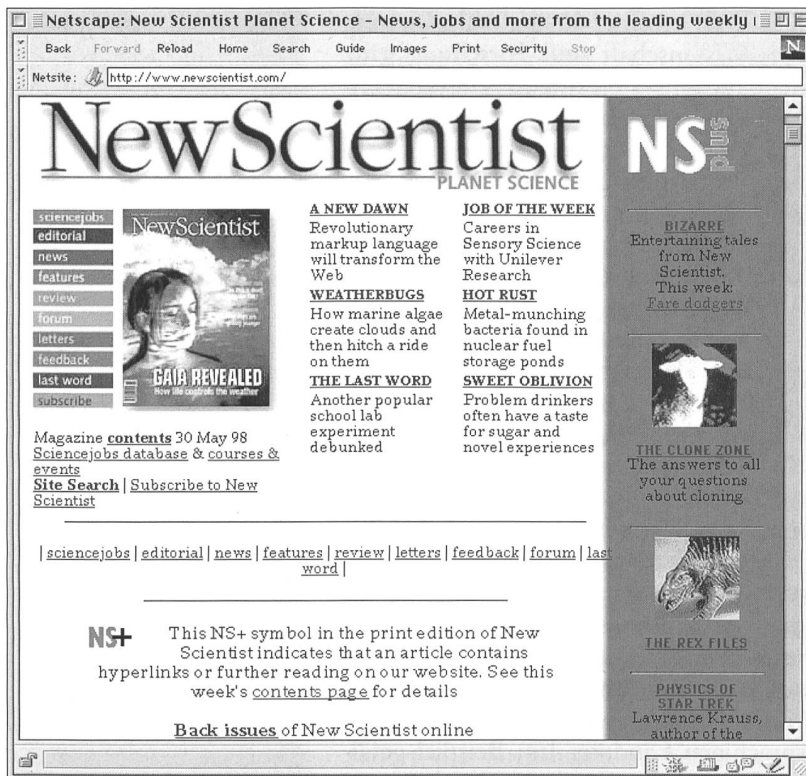 Netscape: New Scientist Planet Science - News, jobs and more from the leading weekly
Back Forward Reload Home Search Guide Images Print Security Stop
N
Netsite: http://www.newscientist.com/
NewScientist
PLANET SCIENCE
sciencejobs
editorial
news
features
review
forum
letters
feedback
last word
subscribe
NewScientist
GAIA REVEALED
How life controls the weather
Magazine contents 30 May 98
Sciencejobs database & courses &
events
Site Search | Subscribe to New
Scientist
A NEW DAWN
Revolutionary
markup language
will transform the
Web
WEATHERBUGS
How marine algae
create clouds and
then hitch a ride
on them
THE LAST WORD
Another popular
school lab
experiment
debunked
JOB OF THE WEEK
Careers in
Sensory Science
with Unilever
Research
HOT RUST
Metal-munching
bacteria found in
nuclear fuel
storage ponds
SWEET OBLIVION
Problem drinkers
often have a taste
for sugar and
novel experiences
| sciencejobs | editorial | news | features | review | letters | feedback | forum | last
word |
NS+
This NS+ symbol in the print edition of New
Scientist indicates that an article contains
hyperlinks or further reading on our website. See this
week's contents page for details
Back issues of New Scientist online
NS plus
BIZARRE
Entertaining tales
from New
Scientist.
This week:
Fare dodgers
THE CLONE ZONE
The answers to all
your questions
about cloning
THE REX FILES
PHYSICS OF
STAR TREK
Lawrence Krauss,
author of the